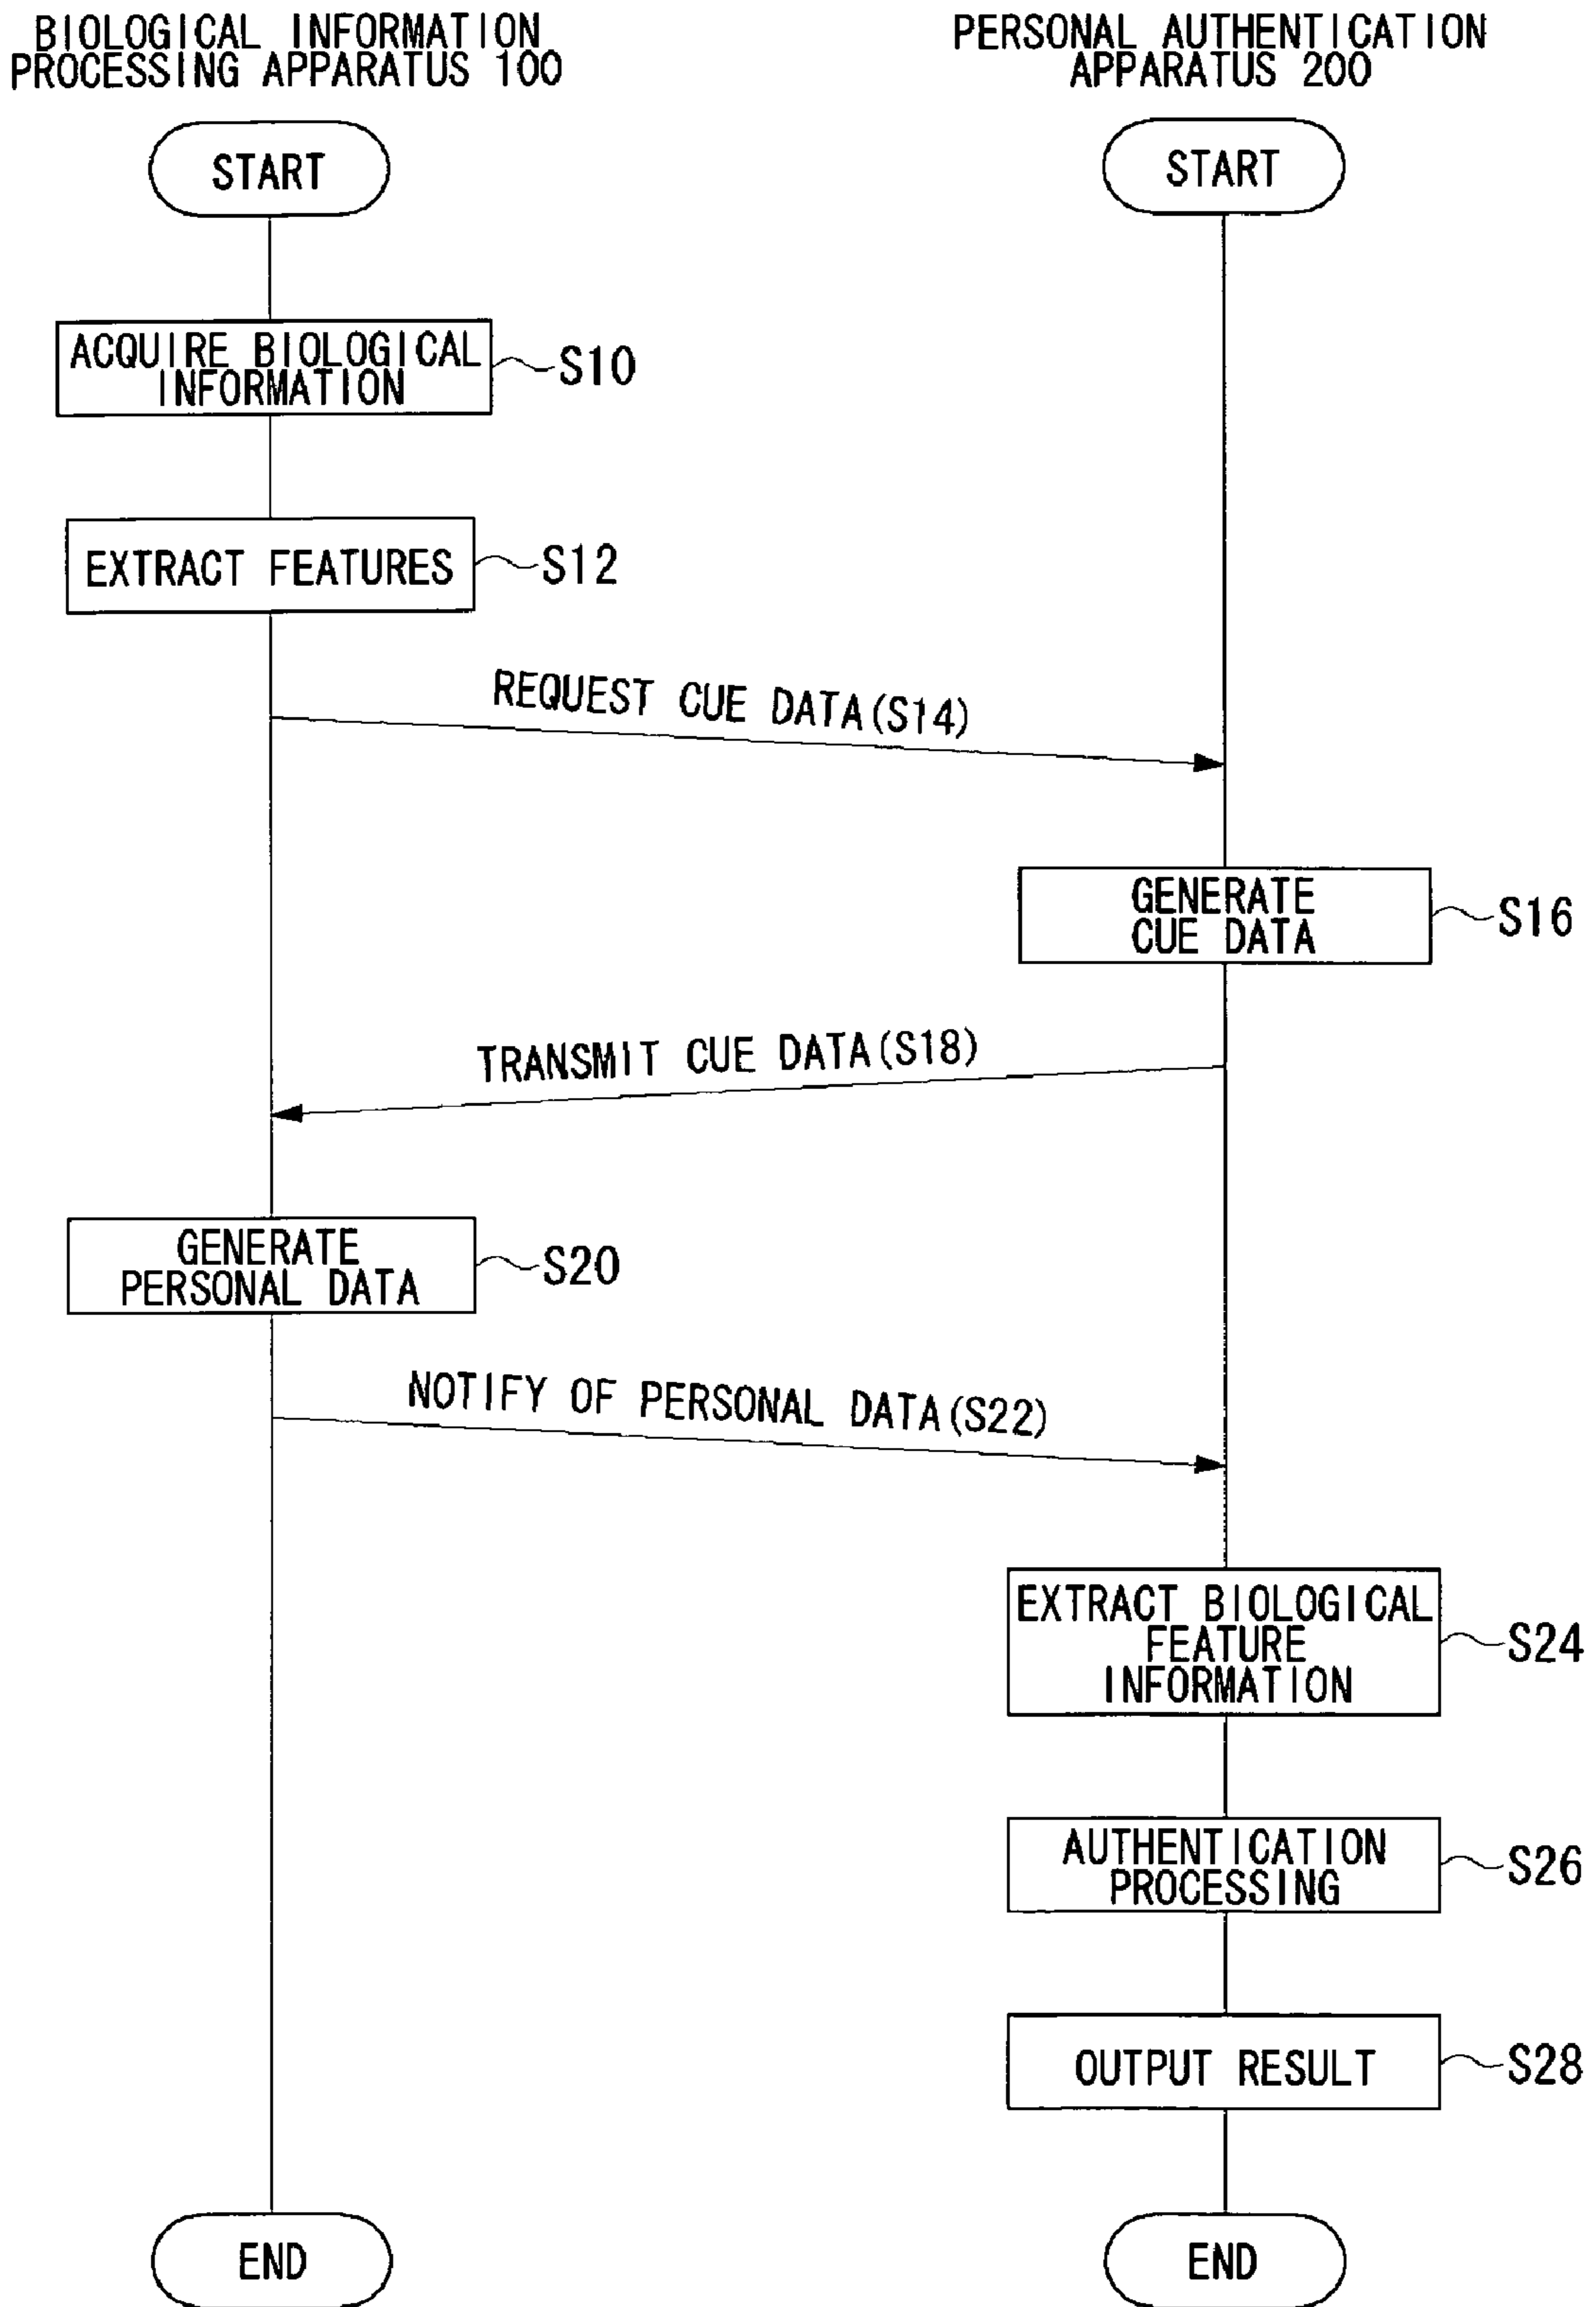 BIOLOGICAL INFORMATION
PROCESSING APPARATUS 100
PERSONAL AUTHENTICATION
APPARATUS 200
START
START
ACQUIRE BIOLOGICAL
INFORMATION
S10
EXTRACT FEATURES
S12
REQUEST CUE DATA(S14)
GENERATE
CUE DATA
S16
TRANSMIT CUE DATA(S18)
GENERATE
PERSONAL DATA
S20
NOTIFY OF PERSONAL DATA(S22)
EXTRACT BIOLOGICAL
FEATURE
INFORMATION
S24
AUTHENTICATION
PROCESSING
S26
OUTPUT RESULT
S28
END
END